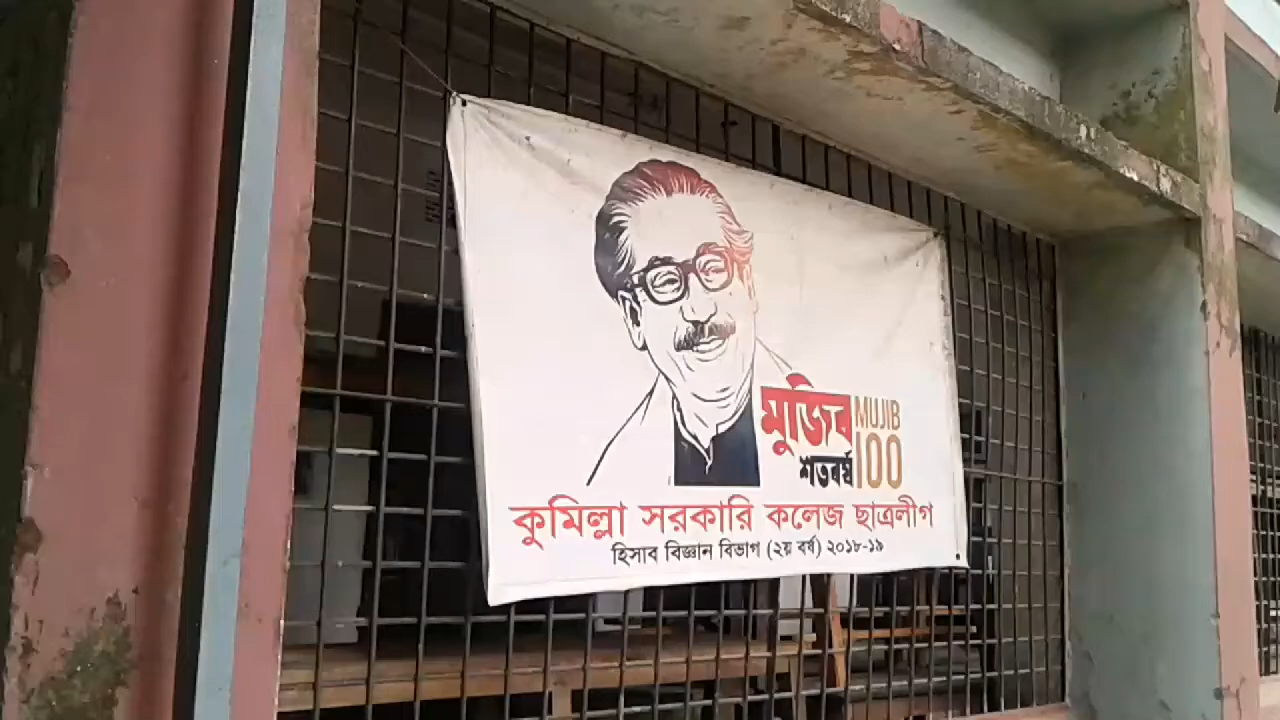 মুজিব MUJIB
শতবর্ষ 100
কুমিল্লা সরকারি কলেজ ছাত্রলীগ
হিসাব বিজ্ঞান বিভাগ (২য় বর্ষ) ২০১৮-১৯